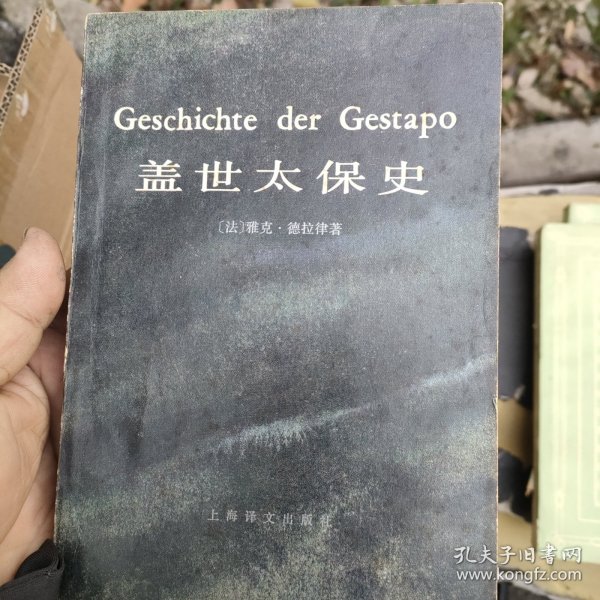 Geschichte der Gestapo
盖世太保史
〔法〕雅克·德拉律著
上海译文出版社
孔夫子旧书网
www.kongfz.com